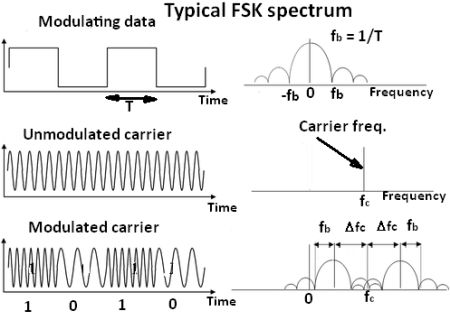 Typical FSK spectrum
Modulating data
fb = 1/T
T
Time
-fb 0 fb Frequency
Unmodulated carrier
Carrier freq.
Time
fc Frequency
Modulated carrier
fb Δfc Δfc fb
Time
0 fc
1 0 1 0